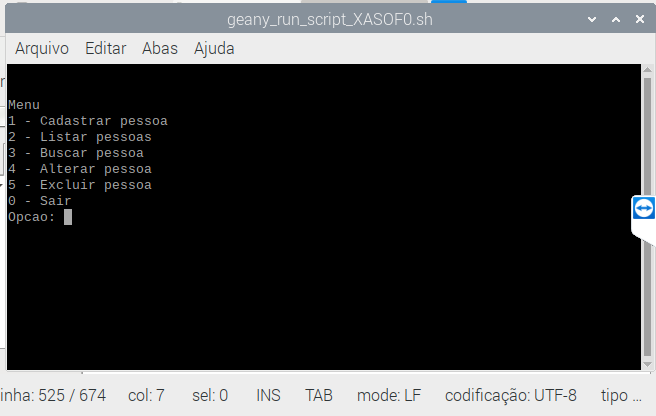 geany_run_script_XASOF0.sh
Arquivo Editar Abas Ajuda
Menu
1 - Cadastrar pessoa
2 - Listar pessoas
3 - Buscar pessoa
4 - Alterar pessoa
5 - Excluir pessoa
0 - Sair
Opcao:
inha: 525 / 674 col: 7 sel: 0 INS TAB mode: LF codificação: UTF-8 tipo ...